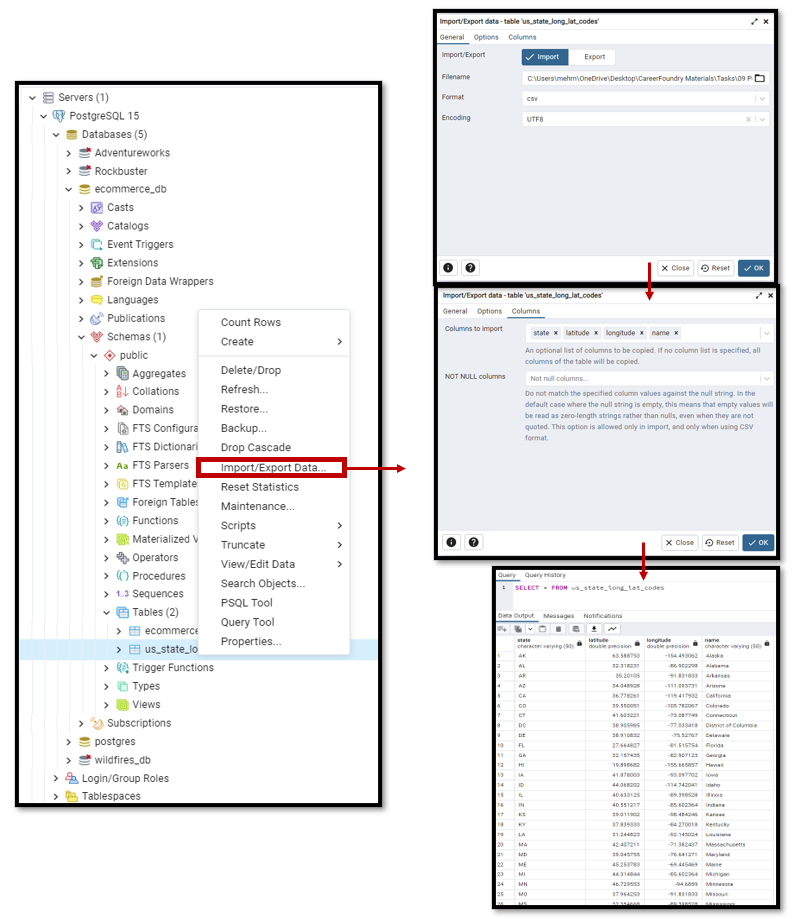 Servers (1)
PostgreSQL 15
Databases (5)
Adventureworks
Rockbuster
ecommerce_db
Casts
Catalogs
Event Triggers
Extensions
Foreign Data Wrappers
Languages
Publications
Schemas (1)
public
Aggregates
Collations
Domains
FTS Configura
FTS Dictionari
FTS Parsers
FTS Template
Foreign Tables
Functions
Materialized V
Operators
Procedures
1..3 Sequences
Tables (2)
ecommerce
us_state_lo
Trigger Functions
Types
Views
Subscriptions
postgres
wildfires_db
Login/Group Roles
Tablespaces
Count Rows
Create
Delete/Drop
Refresh...
Restore...
Backup...
Drop Cascade
Import/Export Data...
Reset Statistics
Maintenance...
Scripts
Truncate
View/Edit Data
Search Objects...
PSQL Tool
Query Tool
Properties...
Import/Export data - table 'us_state_long_lat_codes'
General Options Columns
Import/Export Import Export
Filename C:\Users\mehrn\OneDrive\Desktop\CareerFoundry Materials\Tasks\09 P
Format csv
Encoding UTF8
Close Reset OK
Import/Export data - table 'us_state_long_lat_codes'
General Options Columns
Columns to import state latitude longitude name
An optional list of columns to be copied. If no column list is specified, all
columns of the table will be copied.
NOT NULL columns Not null columns...
Do not match the specified column values against the null string. In the
default case where the null string is empty, this means that empty values will
be read as zero-length strings rather than nulls, even when they are not
quoted. This option is allowed only in import, and only when using CSV
format.
Close Reset OK
Query Query History
1 SELECT * FROM us_state_long_lat_codes
Data Output Messages Notifications
state latitude longitude name
character varying (50) double precision double precision character varying (50)
1 AK 63.588753 -154.493062 Alaska
2 AL 32.318231 -86.902298 Alabama
3 AR 35.20105 -91.831833 Arkansas
4 AZ 34.048928 -111.093731 Arizona
5 CA 36.778261 -119.417932 California
6 CO 39.550051 -105.782067 Colorado
7 CT 41.603221 -73.087749 Connecticut
8 DC 38.905985 -77.033418 District of Columbia
9 DE 38.910832 -75.52767 Delaware
10 FL 27.664827 -81.515754 Florida
11 GA 32.157435 -82.907123 Georgia
12 HI 19.898682 -155.665857 Hawaii
13 IA 41.878003 -93.097702 Iowa
14 ID 44.068202 -114.742041 Idaho
15 IL 40.633125 -89.398528 Illinois
16 IN 40.551217 -85.602364 Indiana
17 KS 39.011902 -98.484246 Kansas
18 KY 37.839333 -84.270018 Kentucky
19 LA 31.244823 -92.145024 Louisiana
20 MA 42.407211 -71.382437 Massachusetts
21 MD 39.045755 -76.641271 Maryland
22 ME 45.253783 -69.445469 Maine
23 MI 44.314844 -85.602364 Michigan
24 MN 46.729553 -94.6859 Minnesota
25 MO 37.964253 -91.831833 Missouri
26 MS 32.354668 -89.398528 Mississippi